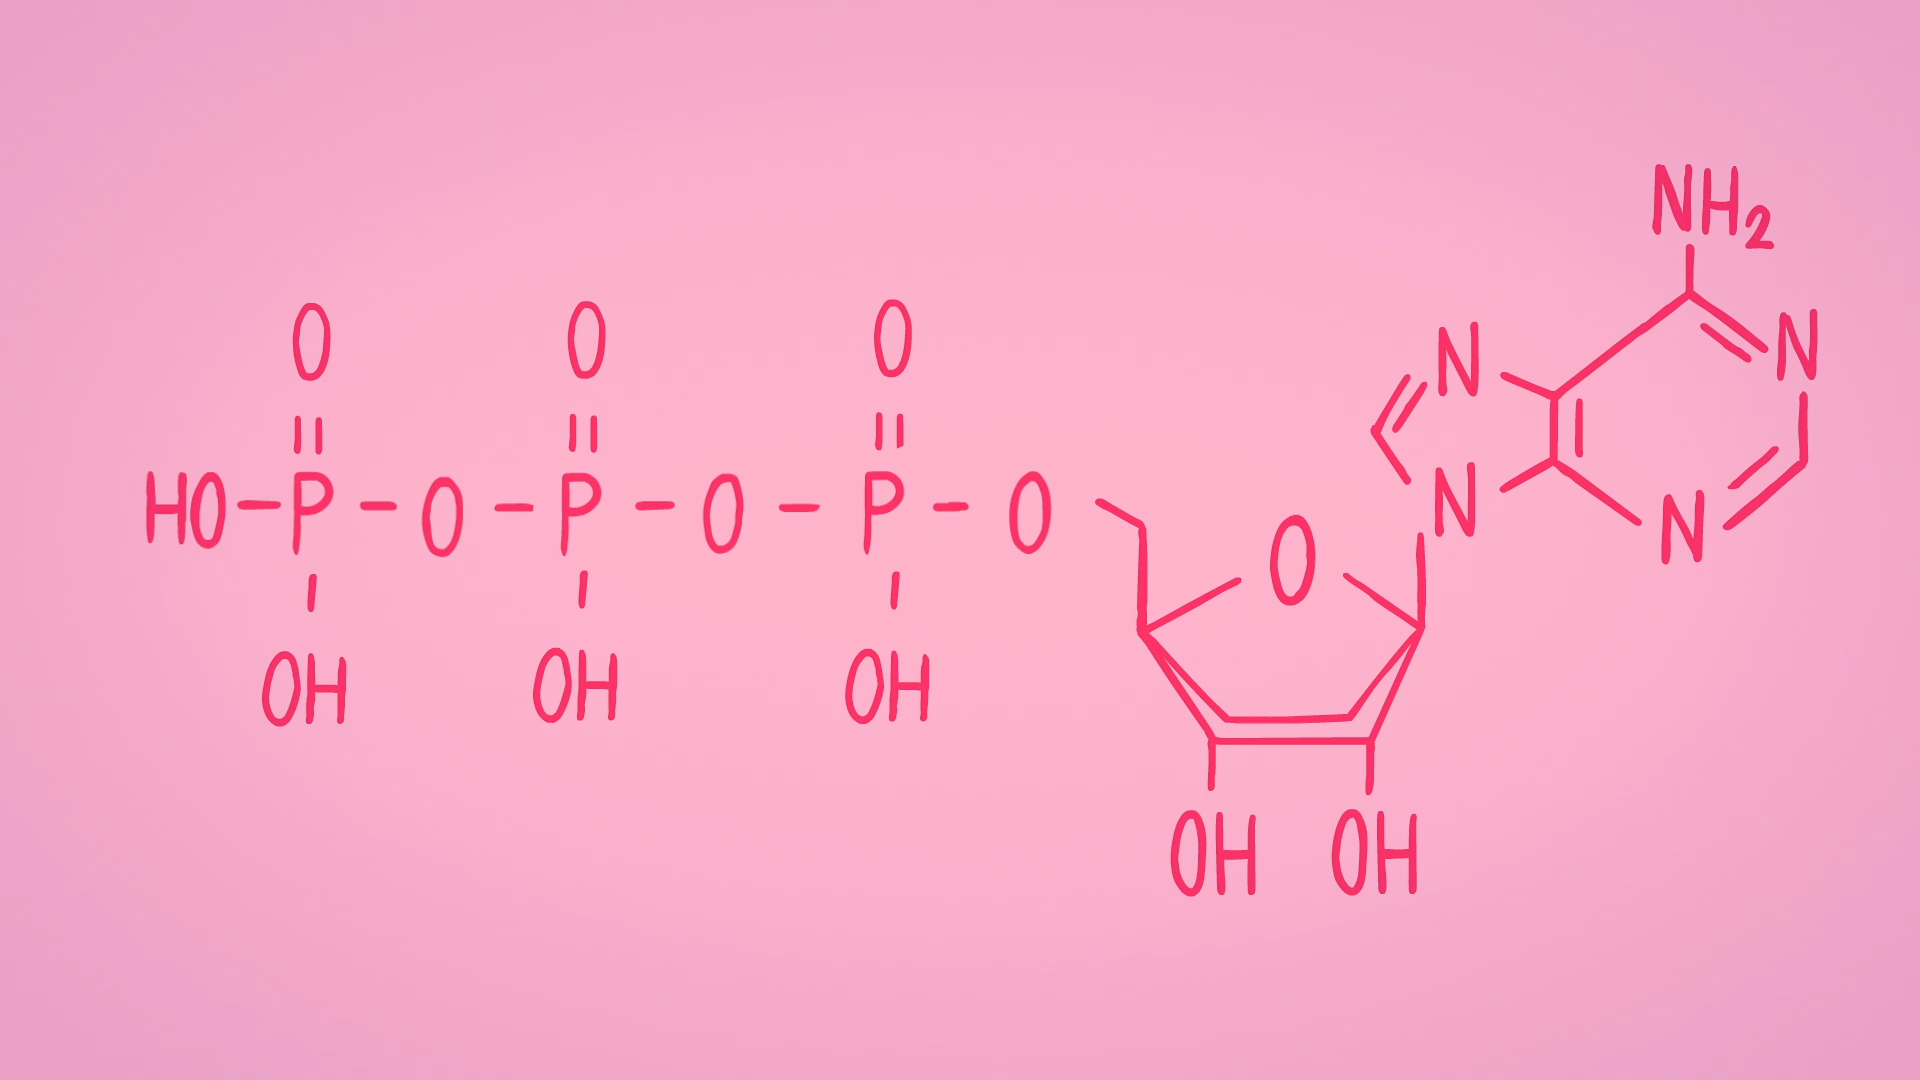 NH2
O O O N N
HO-P-O-P-O-P-O N N
O
OH OH OH
OH OH